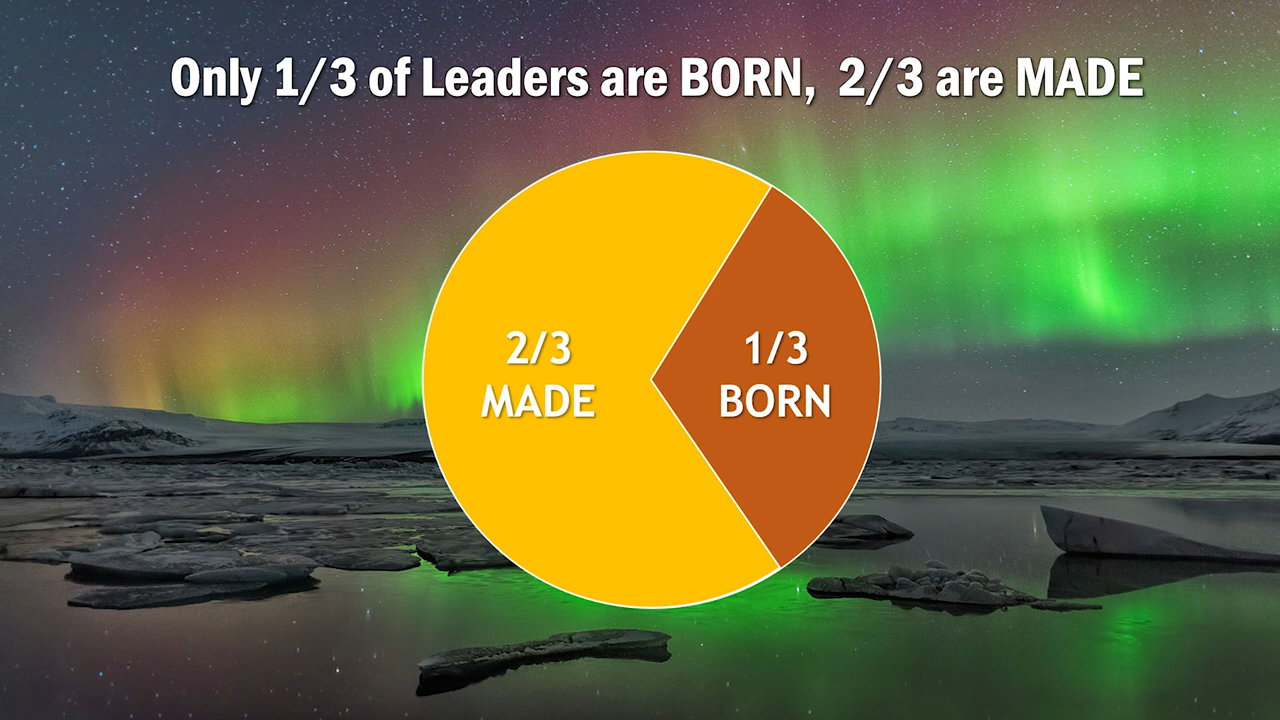 Only 1/3 of Leaders are BORN, 2/3 are MADE
2/3
MADE
1/3
BORN